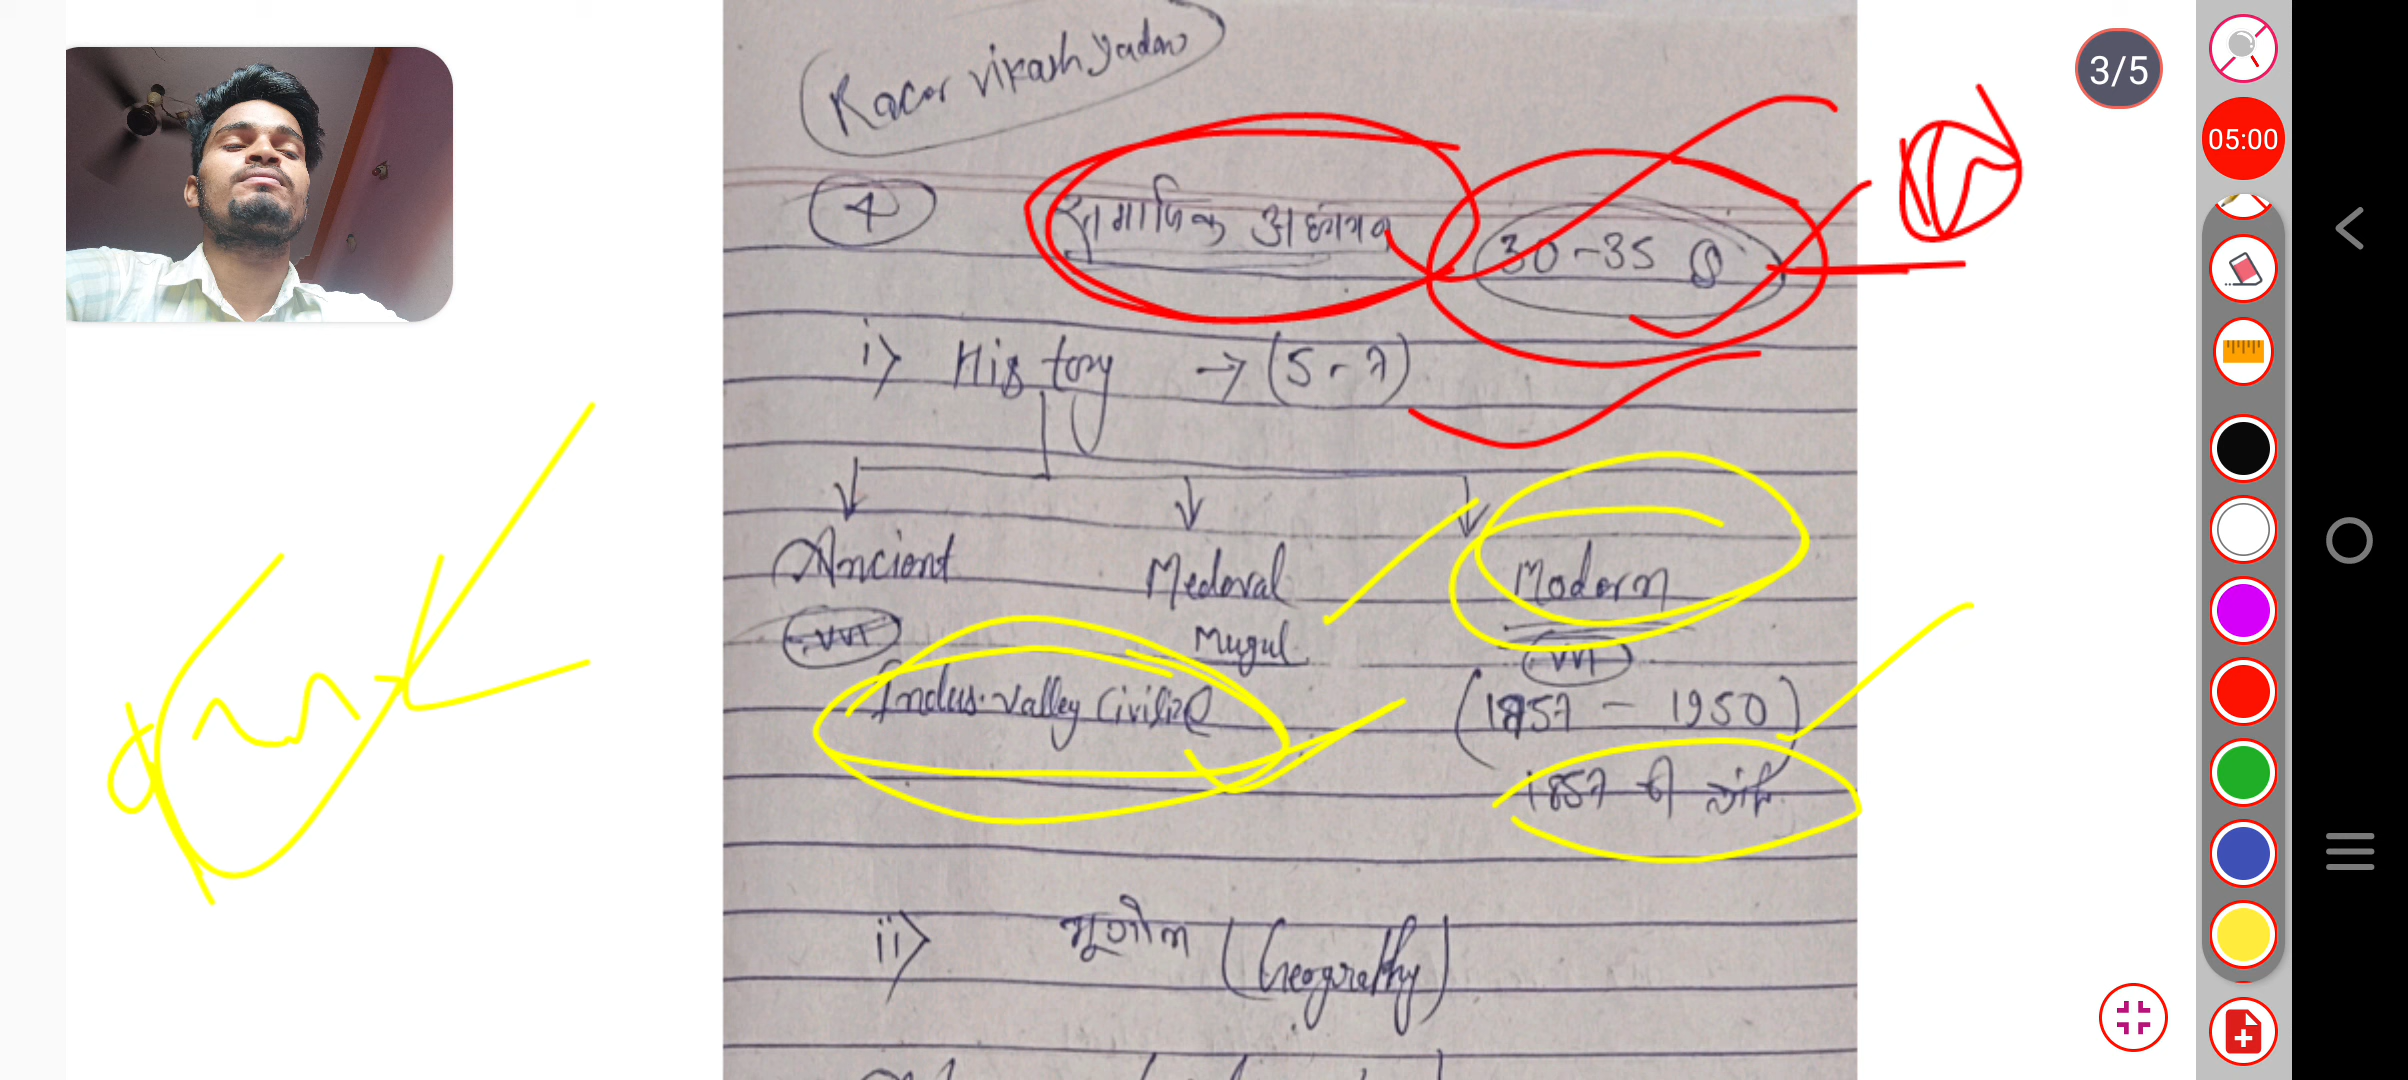 Racer vikash yadav
3/5
05:00
4
सामाजिक अध्ययन
30-35 Q
i) History → (5-7)
Ancient Medeval Modern
VVI Mugul VVI
Indus valley Civiliz
(1857 - 1950)
1857 की क्रांति
ii) भूगोल (Geography)